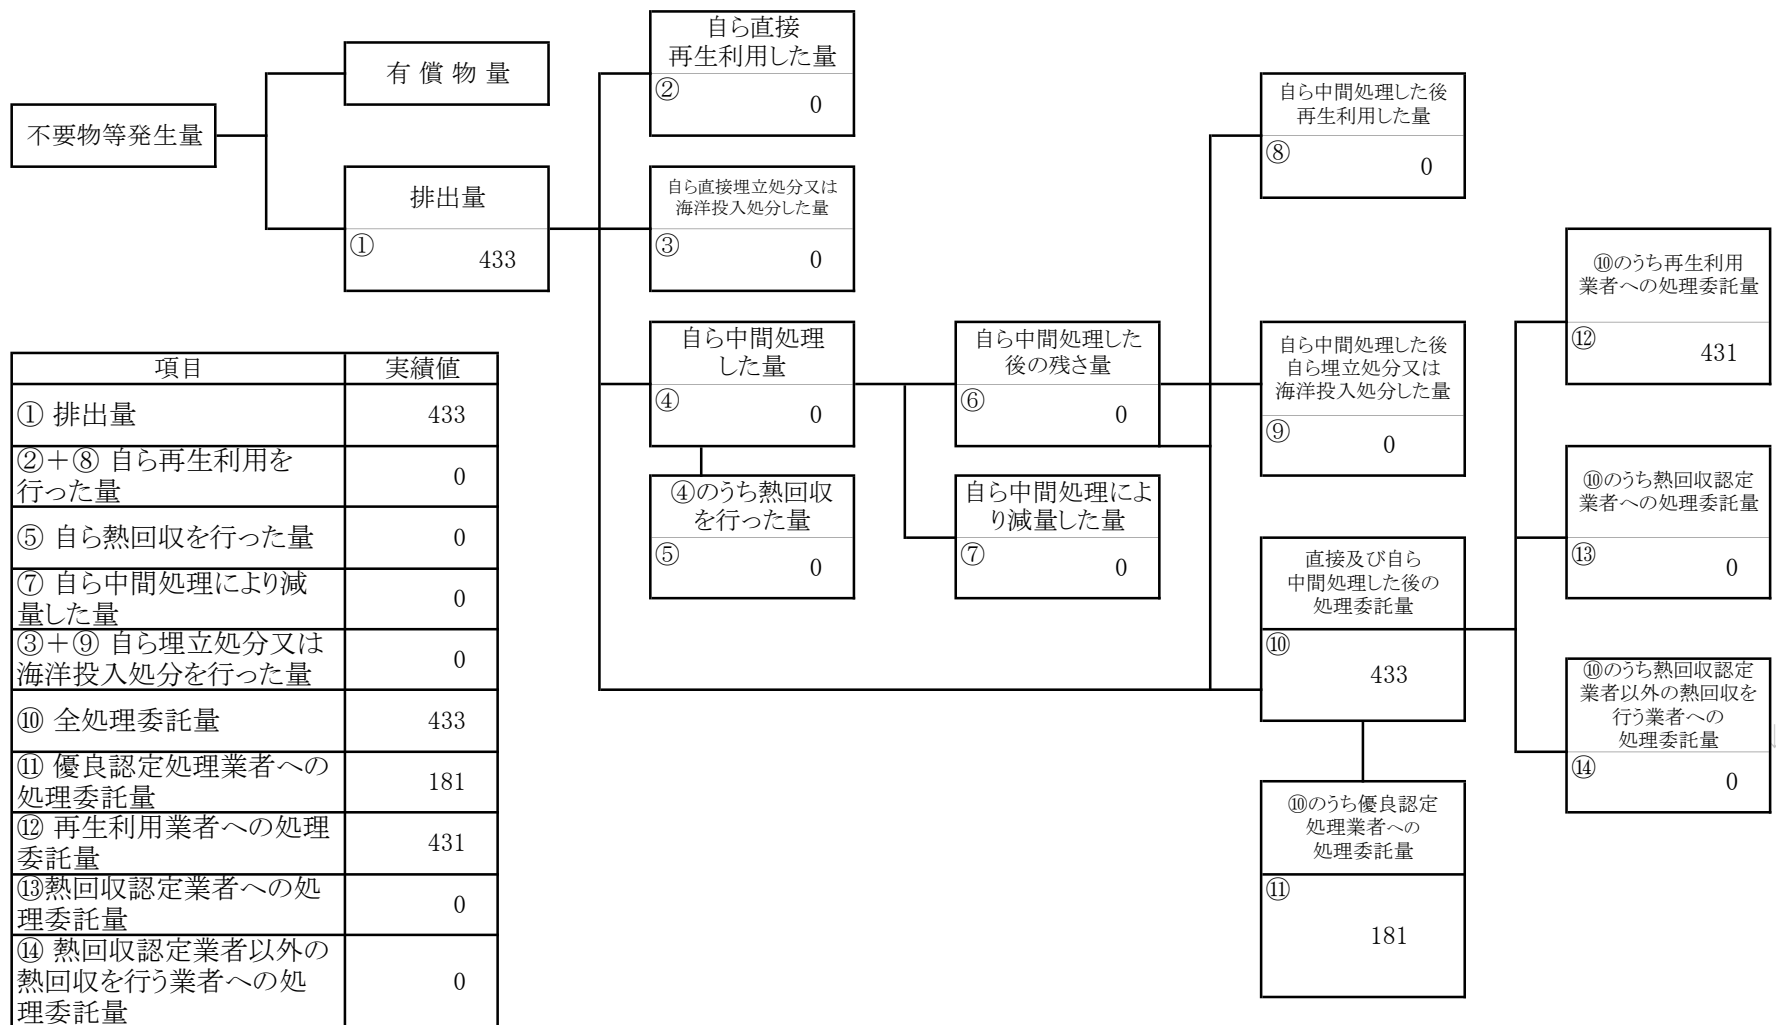 不要物等発生量
有 償 物 量
排出量
①
433
自ら直接
再生利用した量
②
0
自ら直接埋立処分又は
海洋投入処分した量
③
0
自ら中間処理
した量
④
0
④のうち熱回収
を行った量
⑤
0
自ら中間処理した
後の残さ量
⑥
0
自ら中間処理によ
り減量した量
⑦
0
自ら中間処理した後
再生利用した量
⑧
0
自ら中間処理した後
自ら埋立処分又は
海洋投入処分した量
⑨
0
直接及び自ら
中間処理した後の
処理委託量
⑩
433
⑩のうち優良認定
処理業者への
処理委託量
⑪
181
⑩のうち再生利用
業者への処理委託量
⑫
431
⑩のうち熱回収認定
業者への処理委託量
⑬
0
⑩のうち熱回収認定
業者以外の熱回収を
行う業者への
処理委託量
⑭
0
項目 実績値
① 排出量 433
②＋⑧ 自ら再生利用を
行った量 0
⑤ 自ら熱回収を行った量 0
⑦ 自ら中間処理により減
量した量 0
③＋⑨ 自ら埋立処分又は
海洋投入処分を行った量 0
⑩ 全処理委託量 433
⑪ 優良認定処理業者への
処理委託量 181
⑫ 再生利用業者への処理
委託量 431
⑬熱回収認定業者への処
理委託量 0
⑭ 熱回収認定業者以外の
熱回収を行う業者への処
理委託量 0